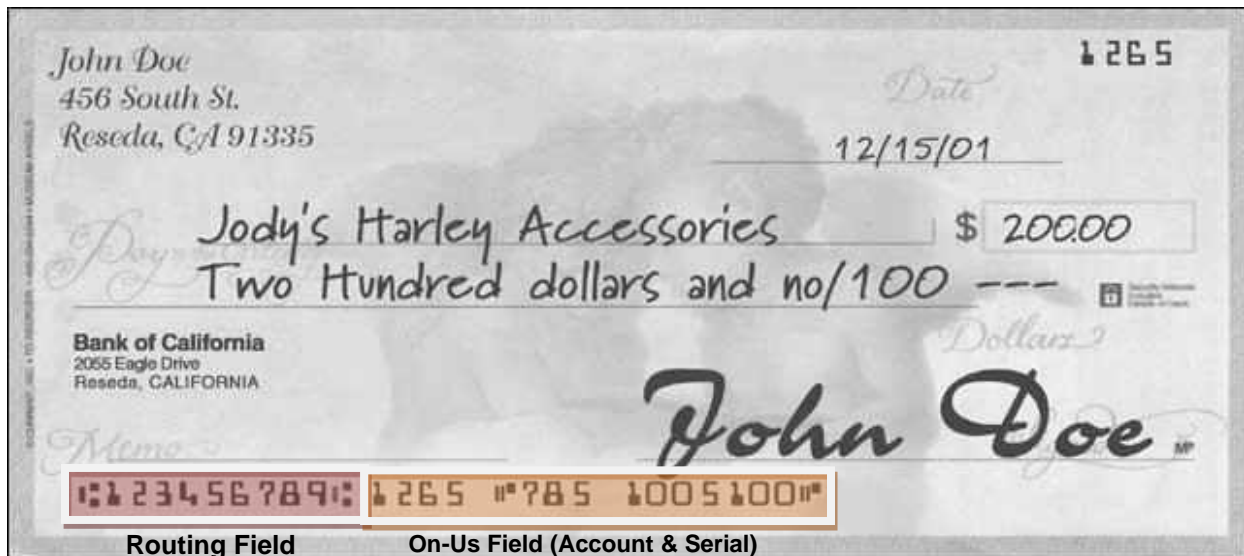 John Doe
1265
456 South St.
Date
Reseda, CA 91335
12/15/01
Jody's Harley Accessories $ 200.00
Two Hundred dollars and no/100 ---
Bank of California
Dollars
2055 Eagle Drive
Reseda, CALIFORNIA
John Doe
MP
Memo
⑆123456789⑆ 1265 ⑈785 1005100⑈
Routing Field On-Us Field (Account & Serial)